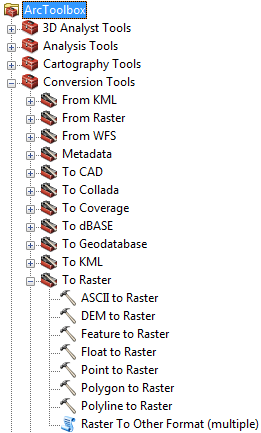 ArcToolbox
3D Analyst Tools
Analysis Tools
Cartography Tools
Conversion Tools
From KML
From Raster
From WFS
Metadata
To CAD
To Collada
To Coverage
To dBASE
To Geodatabase
To KML
To Raster
ASCII to Raster
DEM to Raster
Feature to Raster
Float to Raster
Point to Raster
Polygon to Raster
Polyline to Raster
Raster To Other Format (multiple)